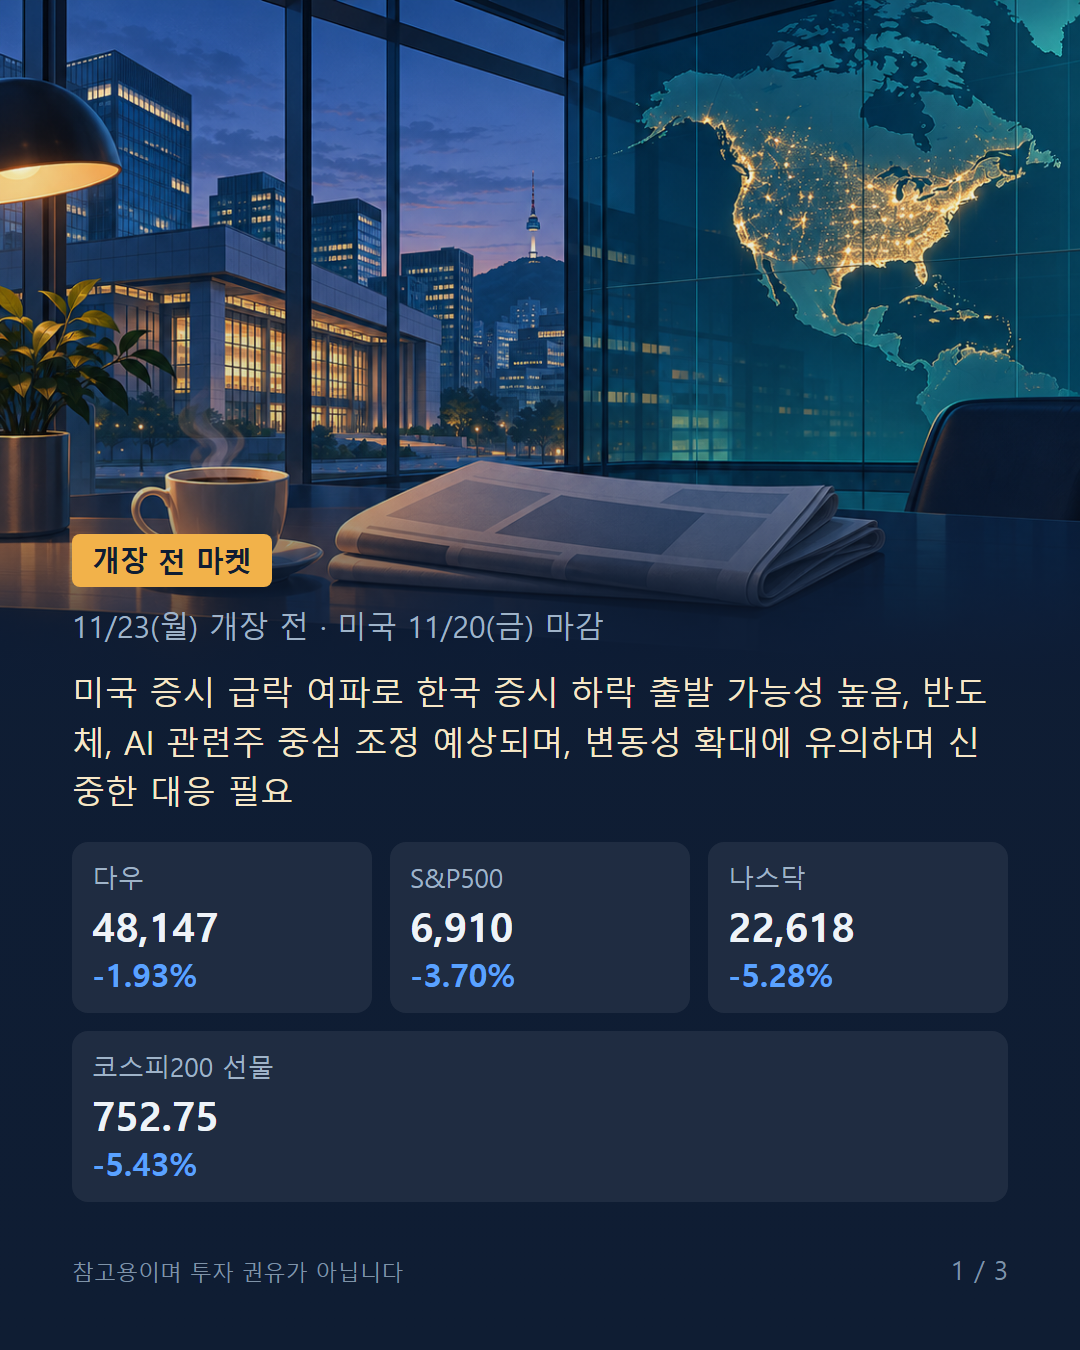 개장 전 마켓
11/23(월) 개장 전 · 미국 11/20(금) 마감
미국 증시 급락 여파로 한국 증시 하락 출발 가능성 높음, 반도
체, AI 관련주 중심 조정 예상되며, 변동성 확대에 유의하며 신
중한 대응 필요
다우
48,147
-1.93%
S&P500
6,910
-3.70%
나스닥
22,618
-5.28%
코스피200 선물
752.75
-5.43%
참고용이며 투자 권유가 아닙니다
1 / 3